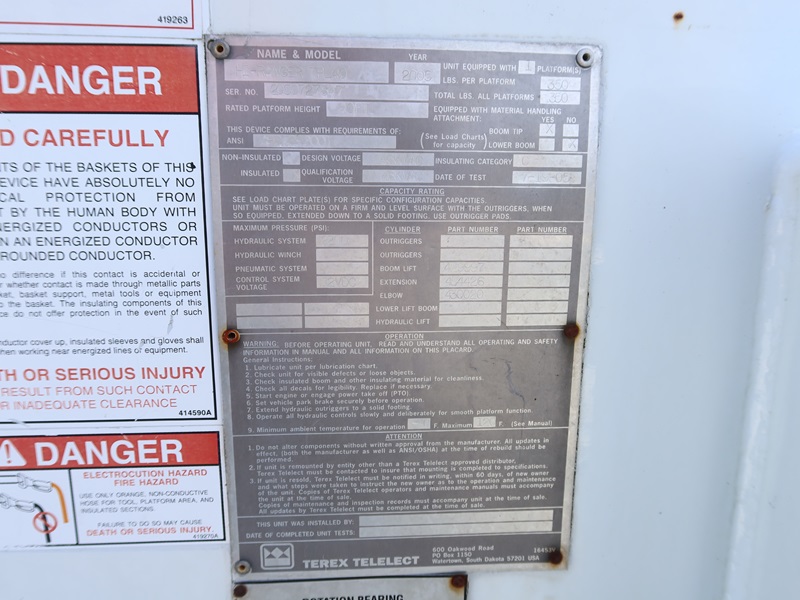 419263
DANGER
D CAREFULLY
TS OF THE BASKETS OF THIS
EVICE HAVE ABSOLUTELY NO
CAL PROTECTION FROM
T BY THE HUMAN BODY WITH
ERGIZED CONDUCTORS OR
N AN ENERGIZED CONDUCTOR
ROUNDED CONDUCTOR.
o difference if this contact is accidental or
r whether contact is made through metallic parts
ket, basket support, metal tools or equipment
o the basket. The insulating components of this
ce do not offer protection in the event of such
ductor cover up, insulated sleeves and gloves shall
hen working near energized lines or equipment.
TH OR SERIOUS INJURY
RESULT FROM SUCH CONTACT
R INADEQUATE CLEARANCE
414590A
DANGER
ELECTROCUTION HAZARD
FIRE HAZARD
USE ONLY ORANGE, NON-CONDUCTIVE
HOSE FOR TOOL, PLATFORM AREA, AND
INSULATED SECTIONS.
FAILURE TO DO SO MAY CAUSE
DEATH OR SERIOUS INJURY.
419270A
NAME & MODEL
YEAR
UNIT EQUIPPED WITH 1 PLATFORM(S)
LBS. PER PLATFORM 350
SER. NO.
TOTAL LBS. ALL PLATFORMS 350
RATED PLATFORM HEIGHT
EQUIPPED WITH MATERIAL HANDLING
ATTACHMENT: YES NO
THIS DEVICE COMPLIES WITH REQUIREMENTS OF:
ANSI
(See Load Charts for capacity)
BOOM TIP X
LOWER BOOM
NON-INSULATED DESIGN VOLTAGE INSULATING CATEGORY
INSULATED QUALIFICATION VOLTAGE DATE OF TEST
CAPACITY RATING
SEE LOAD CHART PLATE(S) FOR SPECIFIC CONFIGURATION CAPACITIES.
UNIT MUST BE OPERATED ON A FIRM AND LEVEL SURFACE WITH THE OUTRIGGERS, WHEN
SO EQUIPPED, EXTENDED DOWN TO A SOLID FOOTING. USE OUTRIGGER PADS.
MAXIMUM PRESSURE (PSI):
HYDRAULIC SYSTEM
HYDRAULIC WINCH
PNEUMATIC SYSTEM
CONTROL SYSTEM
VOLTAGE
CYLINDER PART NUMBER PART NUMBER
OUTRIGGERS
OUTRIGGERS
BOOM LIFT
EXTENSION
ELBOW
LOWER LIFT BOOM
HYDRAULIC LIFT
OPERATION
WARNING: BEFORE OPERATING UNIT, READ AND UNDERSTAND ALL OPERATING AND SAFETY
INFORMATION IN MANUAL AND ALL INFORMATION ON THIS PLACARD.
General Instructions:
1. Lubricate unit per lubrication chart.
2. Check unit for visible defects or loose objects.
3. Check insulated boom and other insulating material for cleanliness.
4. Check all decals for legibility. Replace if necessary.
5. Start engine or engage power take off (PTO)
6. Set vehicle park brake securely before operation.
7. Extend hydraulic outriggers to a solid footing.
8. Operate all hydraulic controls slowly and deliberately for smooth platform function.
9. Minimum ambient temperature for operation F. Maximum F. (See Manual)
ATTENTION
1. Do not alter components without written approval from the manufacturer. All updates in
effect, (both the manufacturer as well as ANSI/OSHA) at the time of rebuild should be
performed.
2. If unit is remounted by entity other than a Terex Telelect approved distributor,
Terex Telelect must be contacted to insure that mounting is completed to specifications.
3. If unit is resold, Terex Telelect must be notified in writing, within 60 days, of new owner
and what steps were taken to instruct the new owner as to the operation and maintenance
of the unit. Copies of Terex Telelect operators and maintenance manuals must accompany
the unit at time of sale.
Copies of maintenance and inspection records must accompany unit at time of sale.
All updates by Terex Telelect must be completed at time of sale.
THIS UNIT WAS INSTALLED BY:
DATE OF COMPLETED UNIT TESTS:
TEREX TELELECT
600 Oakwood Road
PO Box 1150
Watertown, South Dakota 57201 USA
ROTATION BEARING